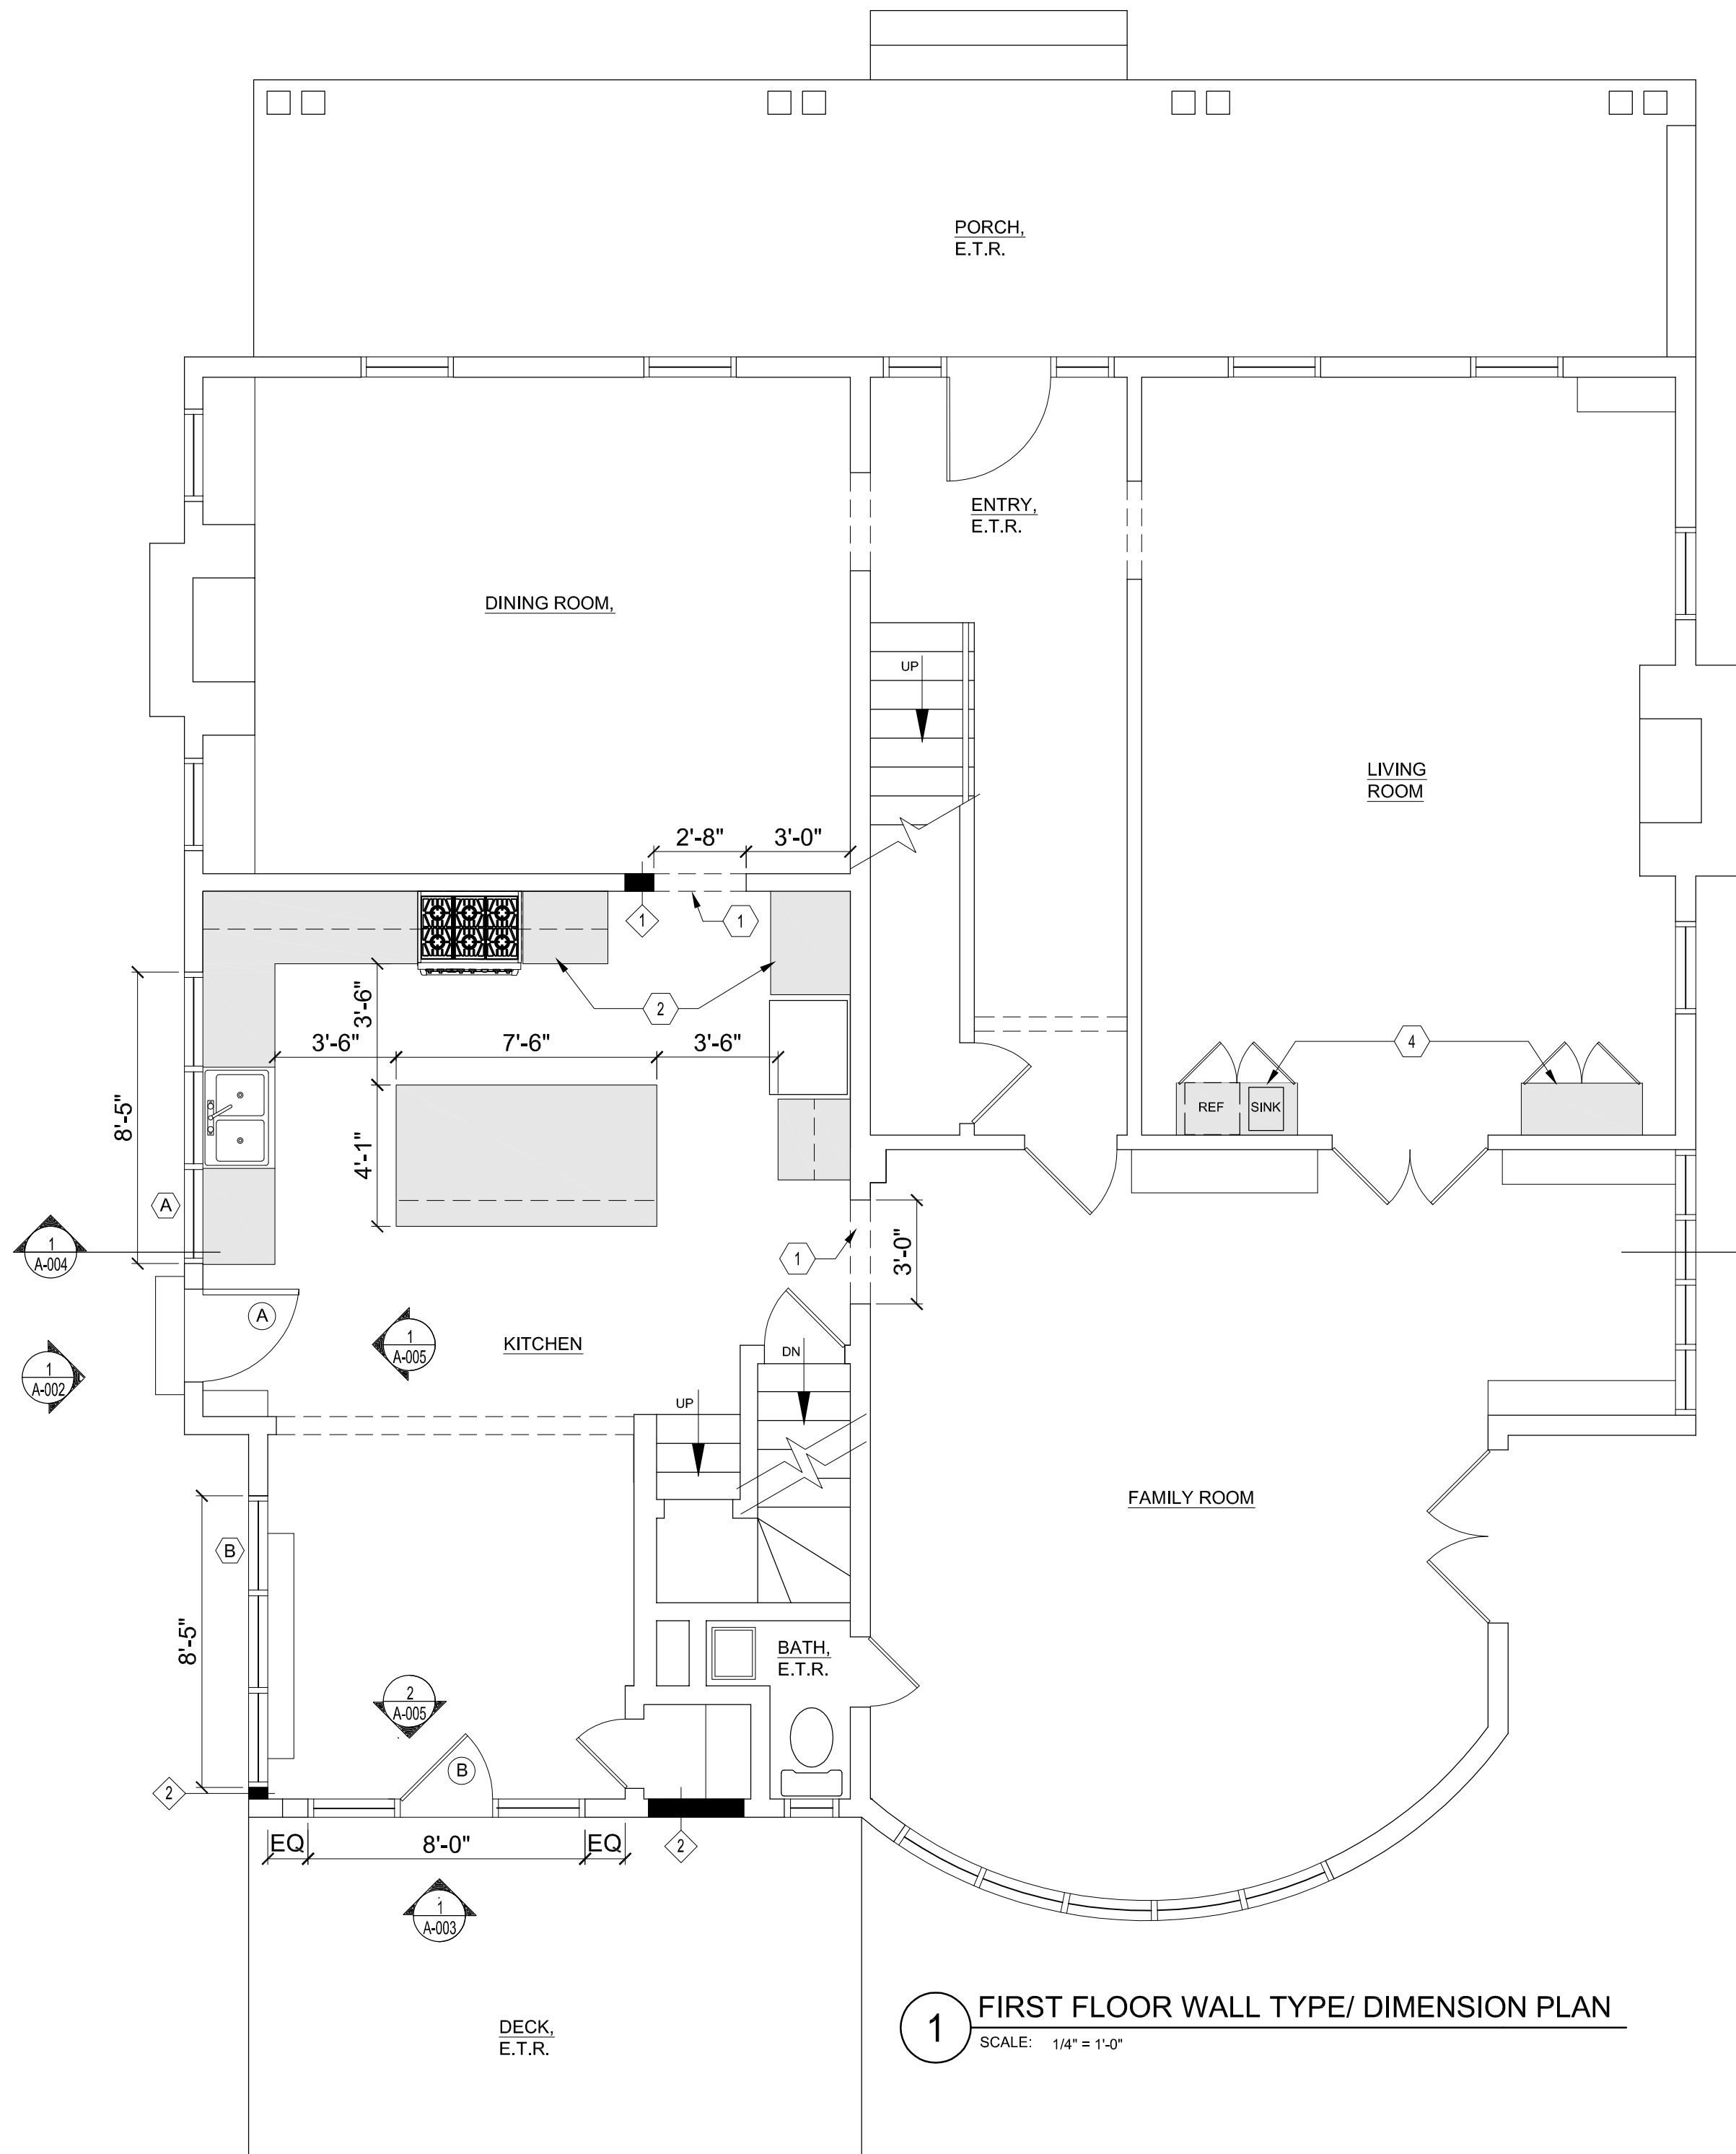 PORCH,
E.T.R.
ENTRY,
E.T.R.
DINING ROOM,
UP
LIVING
ROOM
2'-8"
3'-0"
1
1
2
3'-6"
3'-6"
7'-6"
3'-6"
4
REF
SINK
8'-5"
4'-1"
A
1
A-004
1
3'-0"
A
1
A-005
KITCHEN
DN
1
A-002
UP
FAMILY ROOM
B
8'-5"
BATH,
E.T.R.
2
A-005
B
2
EQ
8'-0"
EQ
2
1
A-003
DECK,
E.T.R.
1
FIRST FLOOR WALL TYPE/ DIMENSION PLAN
SCALE: 1/4" = 1'-0"